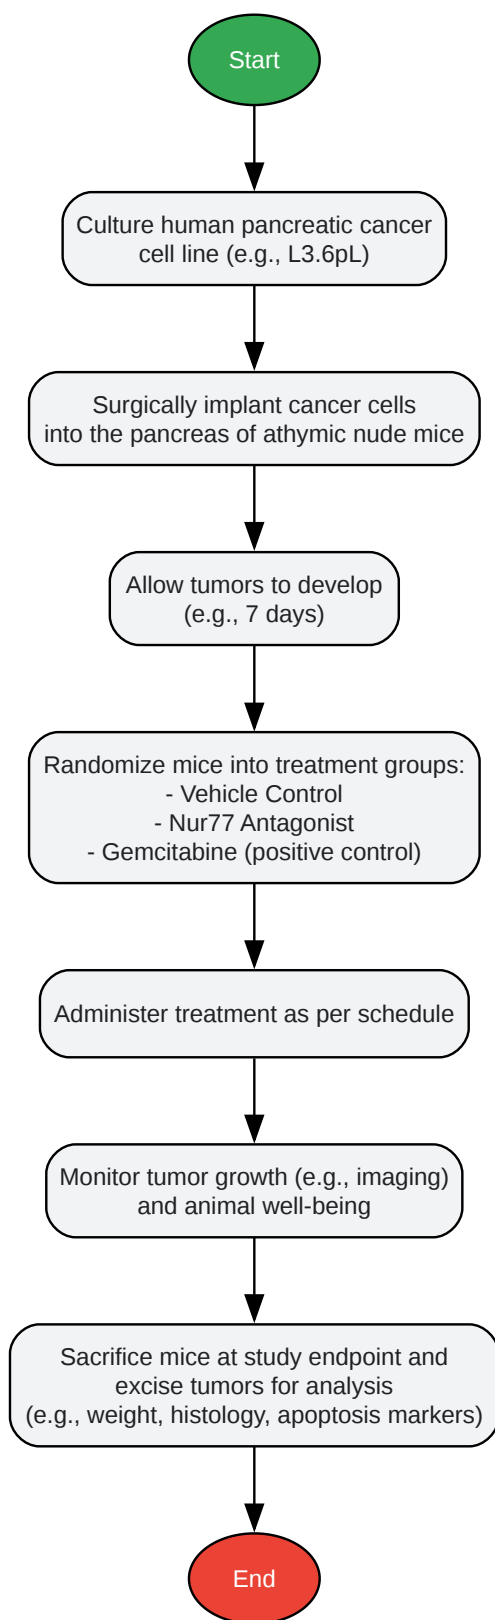 Start
Culture human pancreatic cancer
cell line (e.g., L3.6pL)
Surgically implant cancer cells
into the pancreas of athymic nude mice
Allow tumors to develop
(e.g., 7 days)
Randomize mice into treatment groups:
- Vehicle Control
- Nur77 Antagonist
- Gemcitabine (positive control)
Administer treatment as per schedule
Monitor tumor growth (e.g., imaging)
and animal well-being
Sacrifice mice at study endpoint and
excise tumors for analysis
(e.g., weight, histology, apoptosis markers)
End